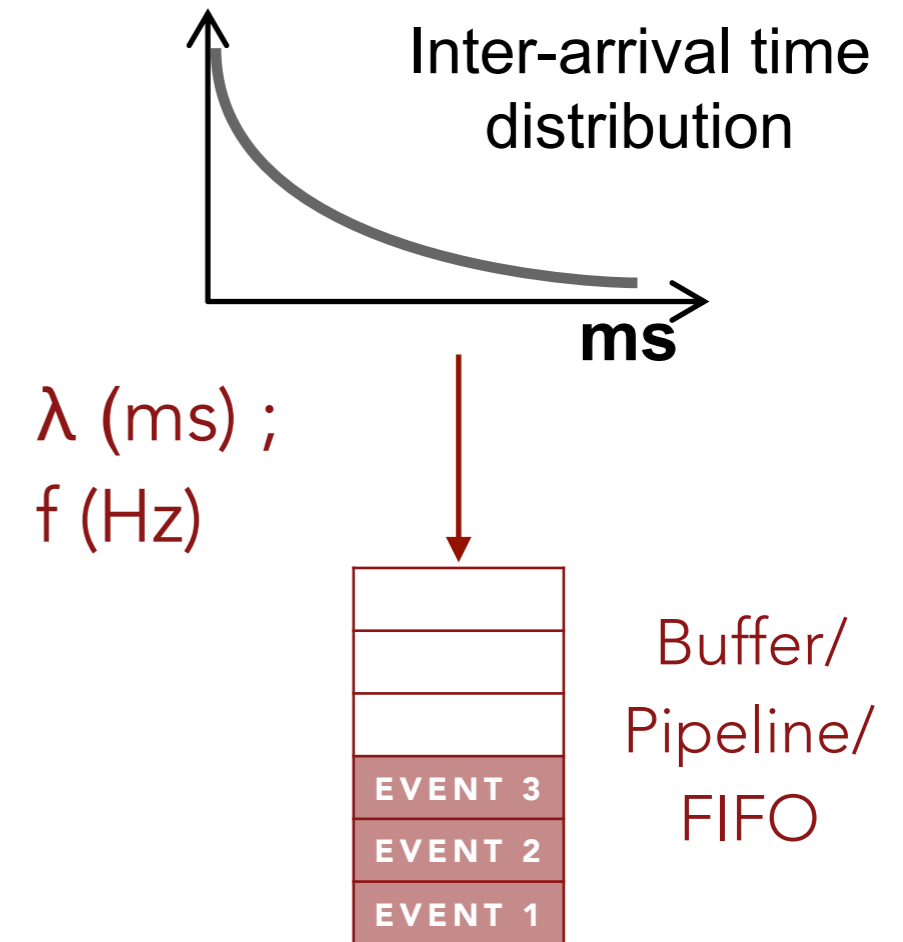 Inter-arrival time
distribution
ms
λ (ms) ;
f (Hz)
Buffer/
Pipeline/
FIFO
EVENT 3
EVENT 2
EVENT 1